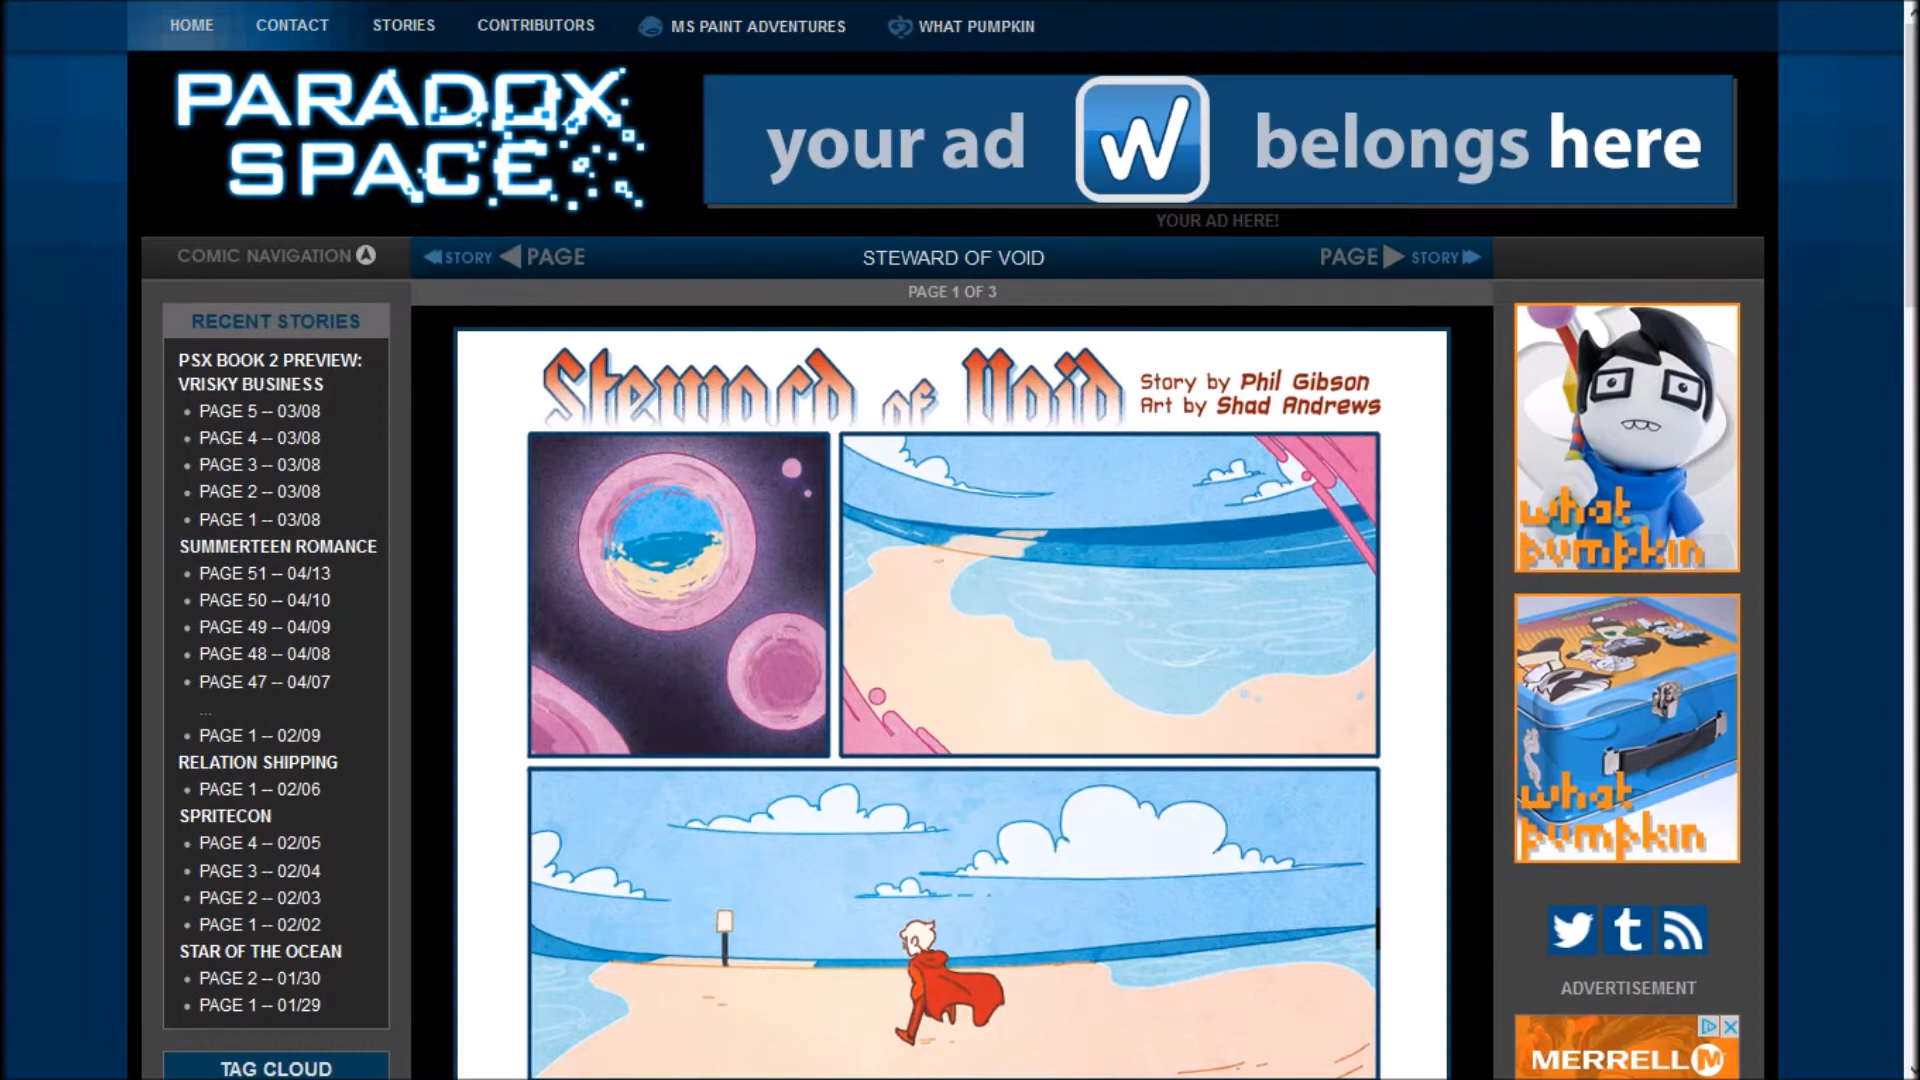 HOME CONTACT STORIES CONTRIBUTORS MS PAINT ADVENTURES WHAT PUMPKIN
PARADOX
SPACE
your ad W belongs here
YOUR AD HERE!
COMIC NAVIGATION
STORY PAGE STEWARD OF VOID PAGE STORY
PAGE 1 OF 3
RECENT STORIES
PSX BOOK 2 PREVIEW:
VRISKY BUSINESS
PAGE 5 -- 03/08
PAGE 4 -- 03/08
PAGE 3 -- 03/08
PAGE 2 -- 03/08
PAGE 1 -- 03/08
SUMMERTEEN ROMANCE
PAGE 51 -- 04/13
PAGE 50 -- 04/10
PAGE 49 -- 04/09
PAGE 48 -- 04/08
PAGE 47 -- 04/07
...
PAGE 1 -- 02/09
RELATION SHIPPING
PAGE 1 -- 02/06
SPRITECON
PAGE 4 -- 02/05
PAGE 3 -- 02/04
PAGE 2 -- 02/03
PAGE 1 -- 02/02
STAR OF THE OCEAN
PAGE 2 -- 01/30
PAGE 1 -- 01/29
TAG CLOUD
Steward of Void
Story by Phil Gibson
Art by Shad Andrews
what
pumpkin
what
pumpkin
ADVERTISEMENT
MERRELL M